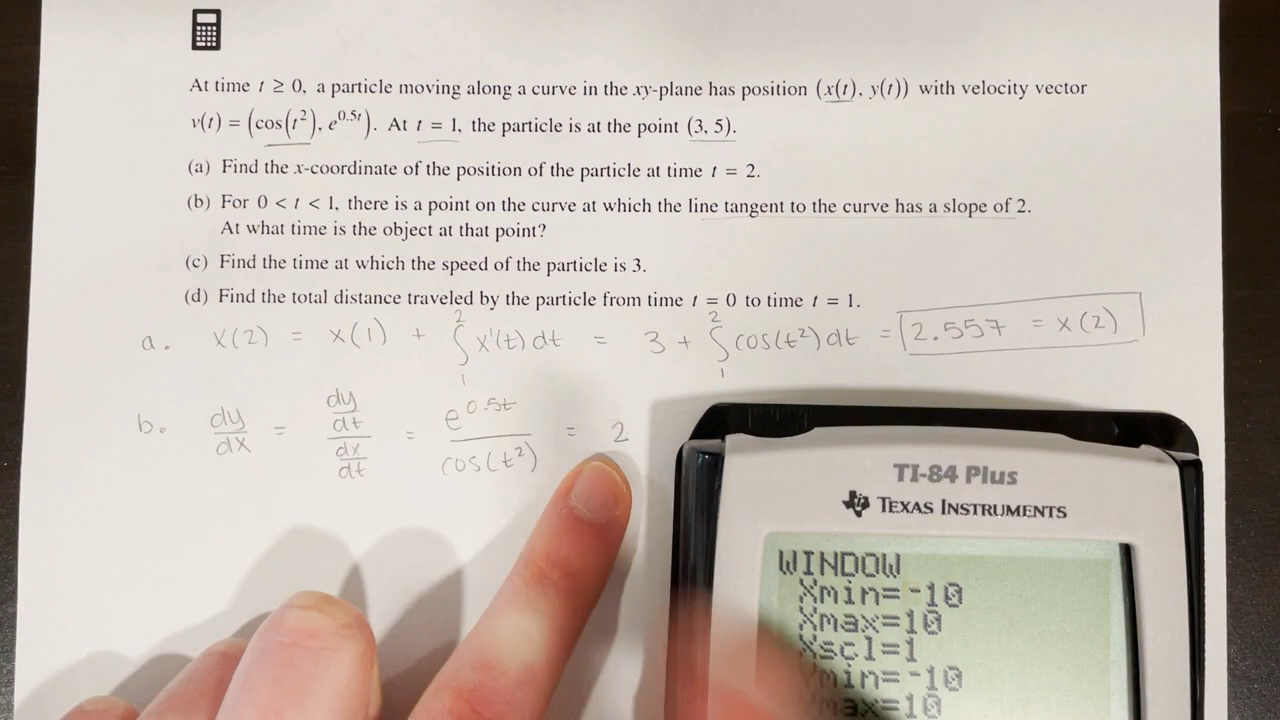 At time t ≥ 0, a particle moving along a curve in the xy-plane has position (x(t), y(t)) with velocity vector
v(t) = (cos(t²), e^0.5t). At t = 1, the particle is at the point (3, 5).
(a) Find the x-coordinate of the position of the particle at time t = 2.
(b) For 0 < t < 1, there is a point on the curve at which the line tangent to the curve has a slope of 2.
At what time is the object at that point?
(c) Find the time at which the speed of the particle is 3.
(d) Find the total distance traveled by the particle from time t = 0 to time t = 1.
a. x(2) = x(1) + ∫₁² x'(t) dt = 3 + ∫₁² cos(t²) dt = 2.557 = x(2)
b. dy/dx = (dy/dt)/(dx/dt) = e^0.5t/cos(t²) = 2
TI-84 Plus
TEXAS INSTRUMENTS
WINDOW
Xmin=-10
Xmax=10
Xscl=1
Ymin=-10
Ymax=10